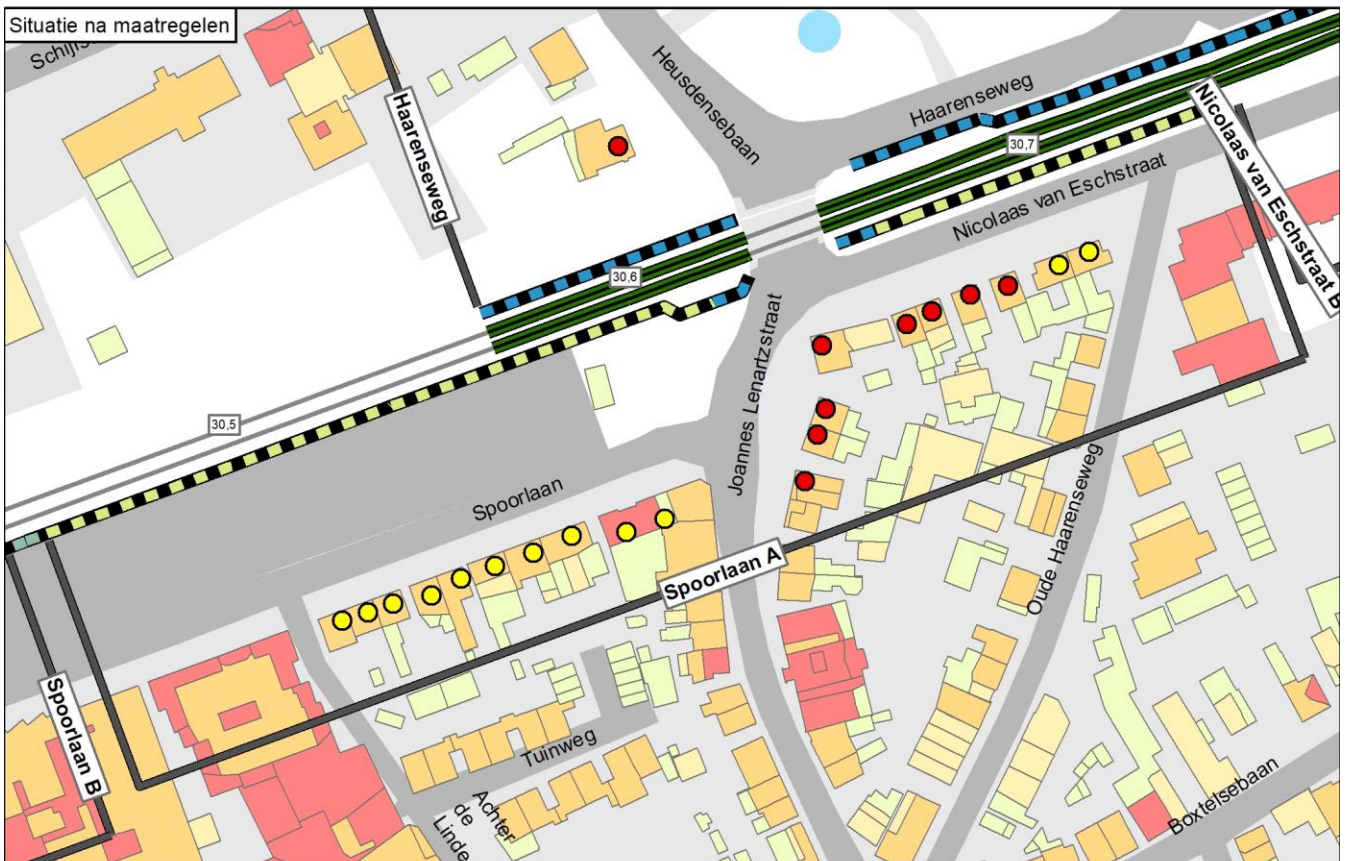 Situatie na maatregelen
Heusdensebaan
Haarenseweg
Haarenseweg
30,7
Nicolaas van Eschstraat
Nicolaas van Eschstraat B
30,6
30,5
Joannes Lenartzstraat
Spoorlaan
Spoorlaan A
Oude Haarenseweg
Spoorlaan B
Tuinweg
Achter
de
Linde
Boxtelsebaan